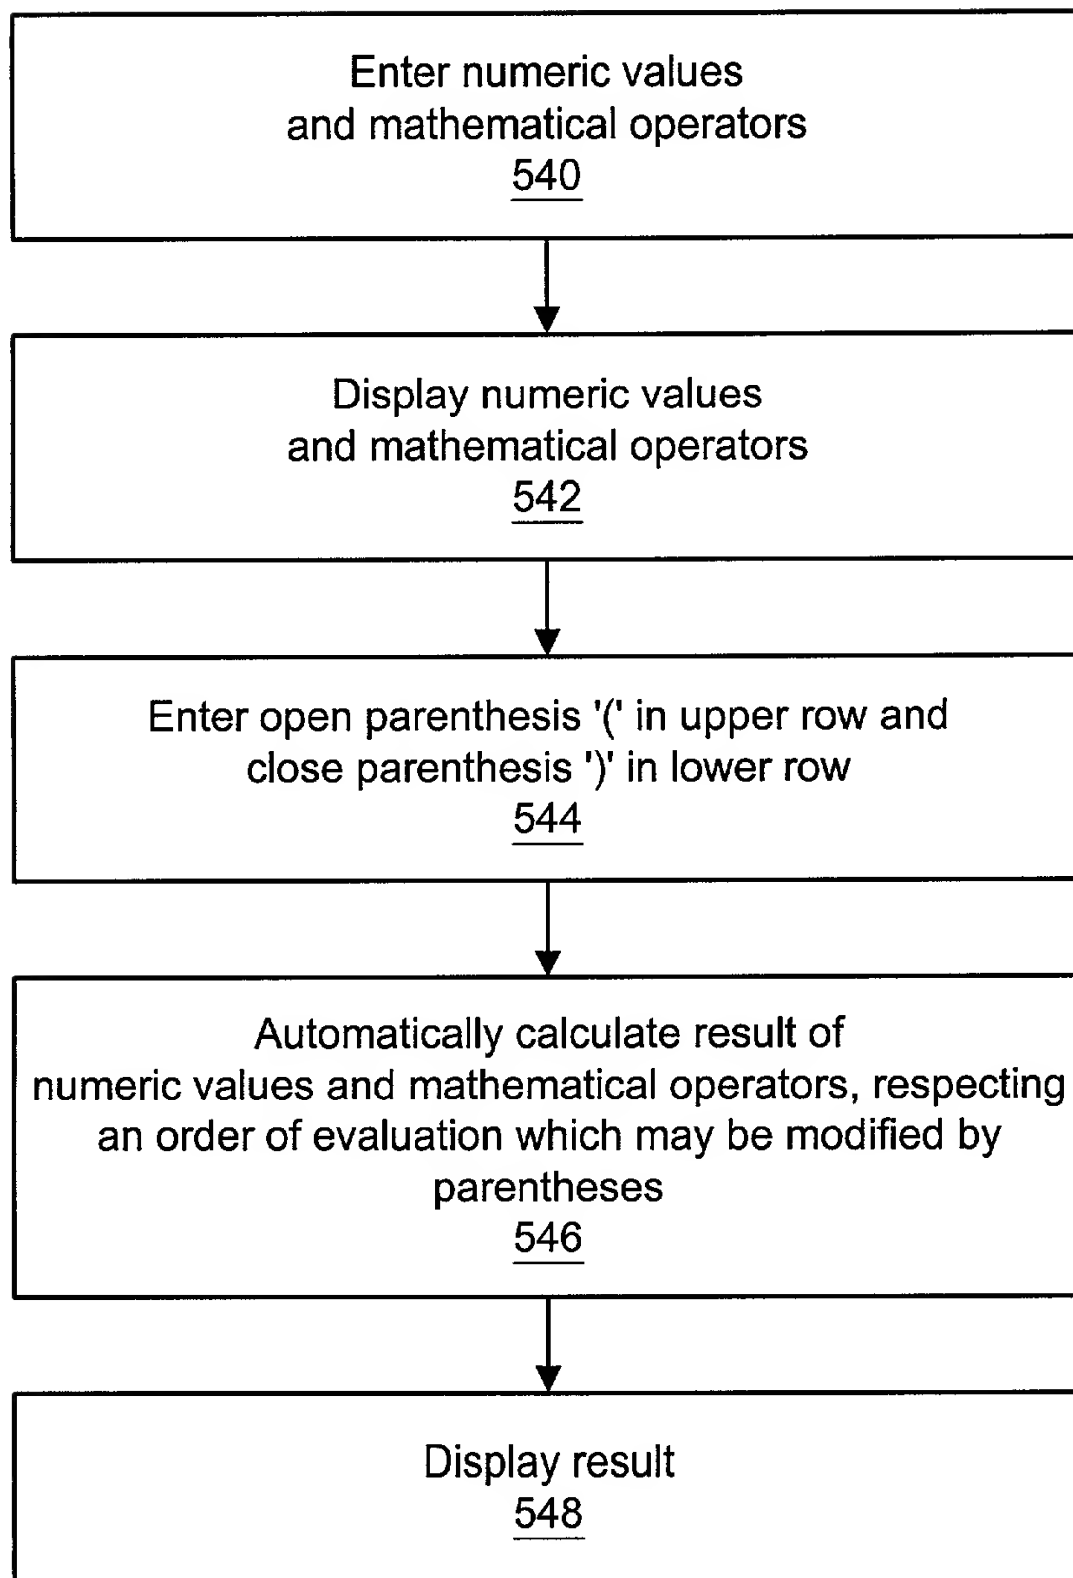 Enter numeric values
and mathematical operators
540
Display numeric values
and mathematical operators
542
Enter open parenthesis '(' in upper row and
close parenthesis ')' in lower row
544
Automatically calculate result of
numeric values and mathematical operators, respecting
an order of evaluation which may be modified by
parentheses
546
Display result
548